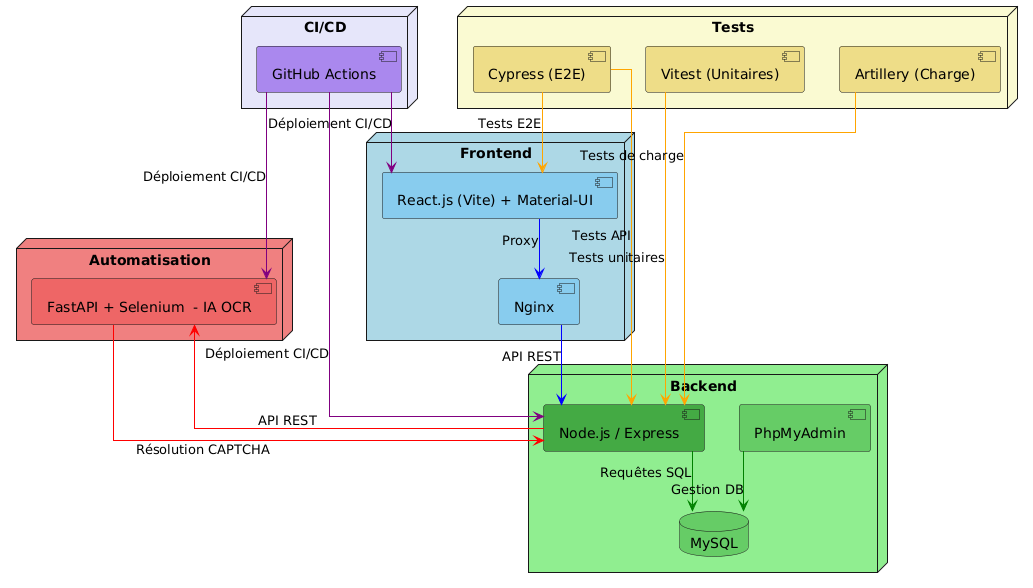 CI/CD
Tests
GitHub Actions
Cypress (E2E)
Vitest (Unitaires)
Artillery (Charge)
Déploiement CI/CD
Tests E2E
Frontend
Tests de charge
Déploiement CI/CD
React.js (Vite) + Material-UI
Tests API
Proxy
Tests unitaires
Automatisation
FastAPI + Selenium - IA OCR
Nginx
Déploiement CI/CD
API REST
Backend
API REST
Node.js / Express
PhpMyAdmin
Résolution CAPTCHA
Requêtes SQL
Gestion DB
MySQL